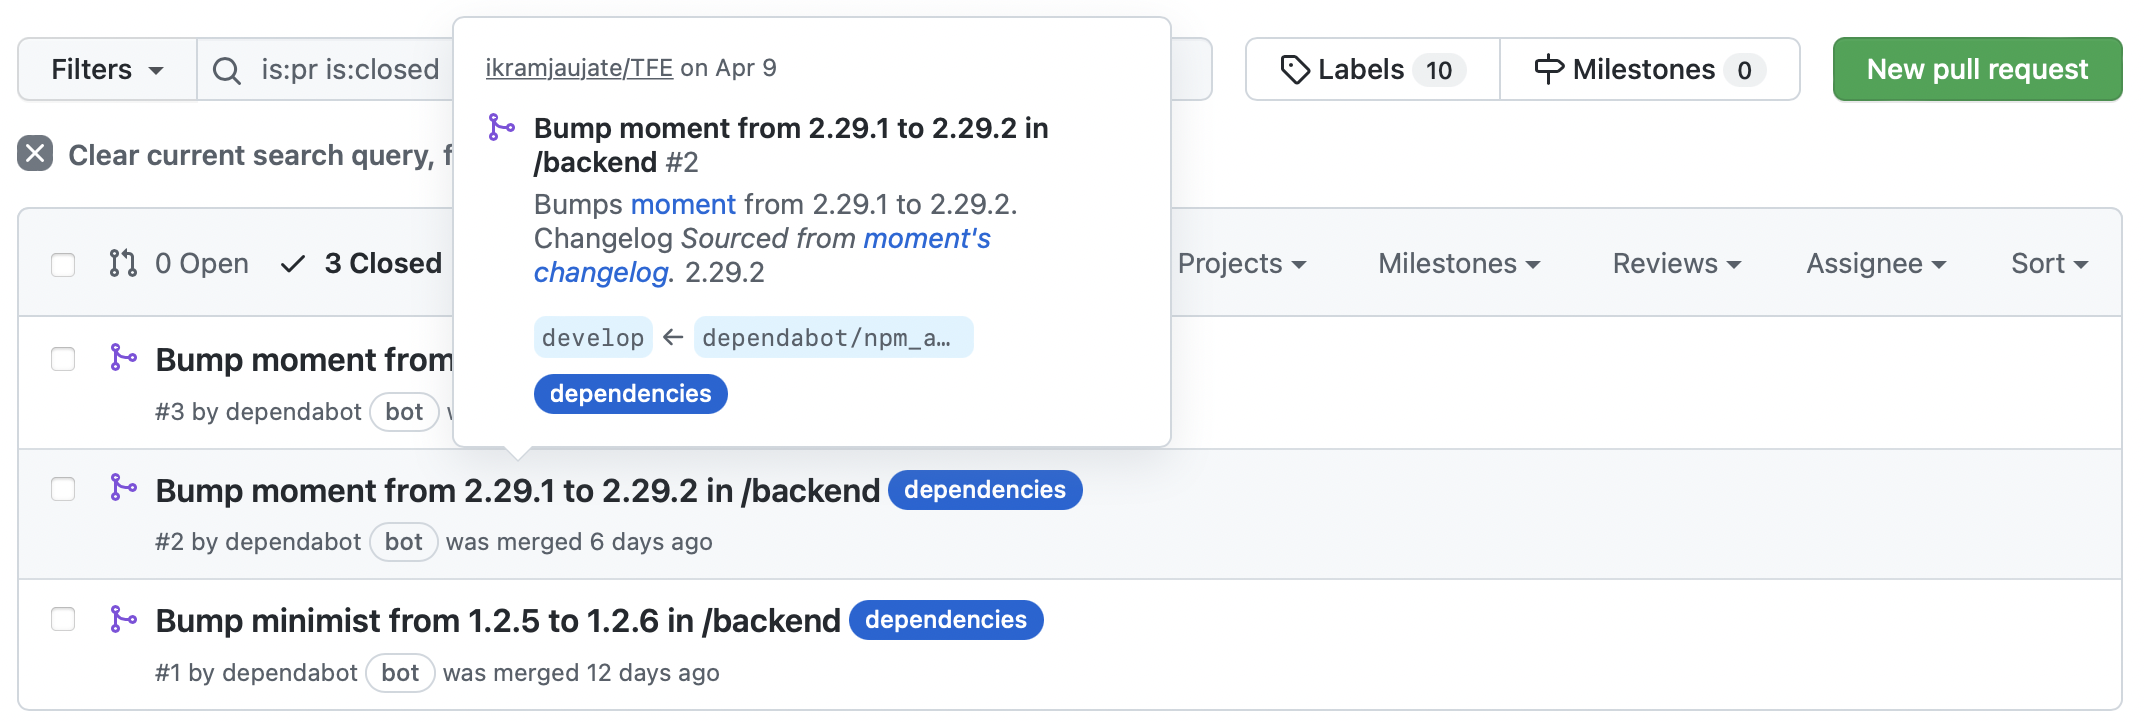 Filters
is:pr is:closed
Labels 10
Milestones 0
New pull request
Clear current search query,
0 Open
3 Closed
Projects
Milestones
Reviews
Assignee
Sort
ikramjaujate/TFE on Apr 9
Bump moment from 2.29.1 to 2.29.2 in
/backend #2
Bumps moment from 2.29.1 to 2.29.2.
Changelog Sourced from moment's
changelog. 2.29.2
develop ← dependabot/npm_a…
dependencies
Bump moment from
#3 by dependabot bot
Bump moment from 2.29.1 to 2.29.2 in /backend dependencies
#2 by dependabot bot was merged 6 days ago
Bump minimist from 1.2.5 to 1.2.6 in /backend dependencies
#1 by dependabot bot was merged 12 days ago